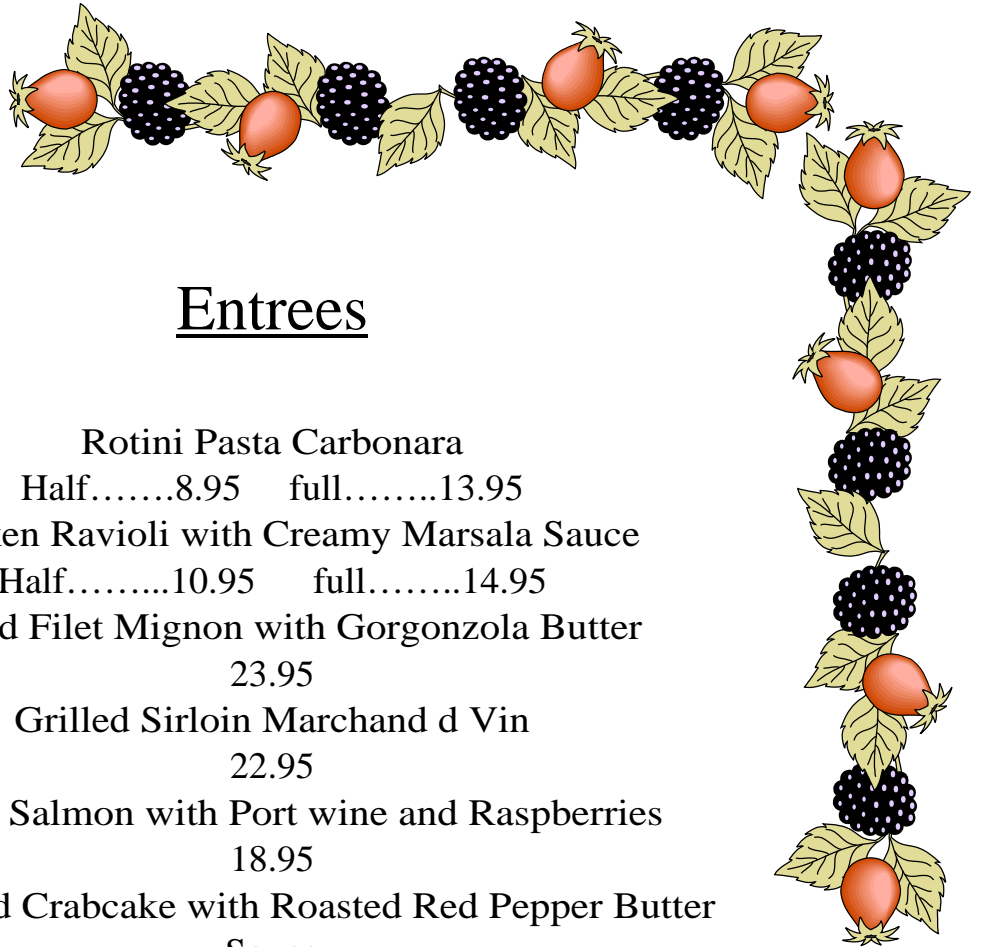 Entrees
Rotini Pasta Carbonara
Half…….8.95 full……..13.95
Ravioli with Creamy Marsala Sauce
Half……...10.95 full……..14.95
Filet Mignon with Gorgonzola Butter
23.95
Grilled Sirloin Marchand d Vin
22.95
Salmon with Port wine and Raspberries
18.95
Crabcake with Roasted Red Pepper Butter